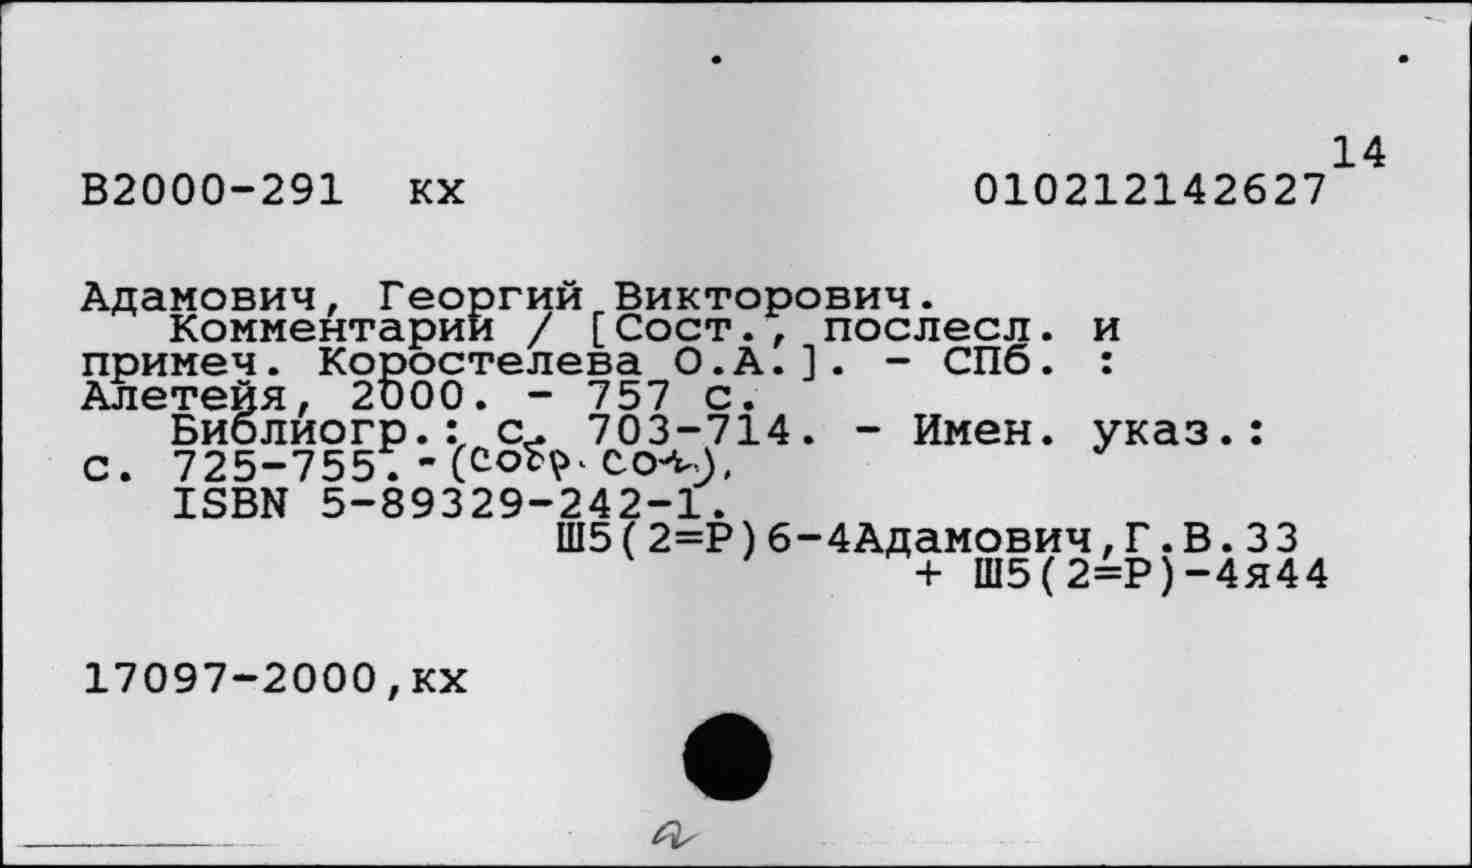 14
B2000-291 кх 010212142627
Адамович, Георгий Викторович.
Комментарии / [Сост., послесл. и
примеч. Коростелева О.А.]. - СПб. :
Алетейя, 2000. - 757 с.
Библиогр.: с. 703-714. - Имен. указ.:
с. 725-755. - (Собр. соч.).
ISBN 5-89329-242-1.
Ш5(2=Р)6-4Адамович,Г.В.33
+ Ш5(2=Р)-4я44
17097-2000,кх